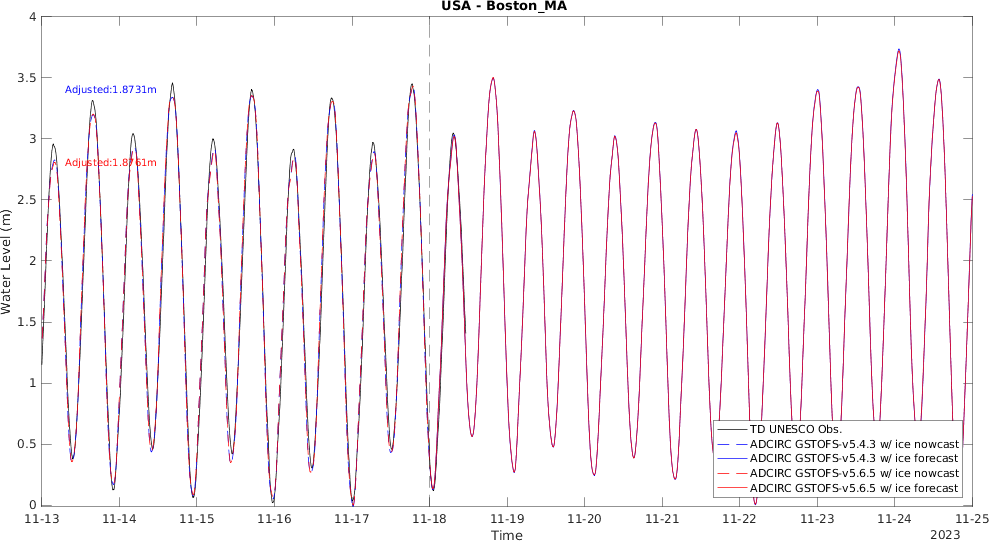 USA - Boston_MA
4
3.5
3
2.5
2
1.5
1
0.5
0
Water Level (m)
Adjusted:1.8731m
Adjusted:1.8761m
TD UNESCO Obs.
ADCIRC GSTOFS-v5.4.3 w/ ice nowcast
ADCIRC GSTOFS-v5.4.3 w/ ice forecast
ADCIRC GSTOFS-v5.6.5 w/ ice nowcast
ADCIRC GSTOFS-v5.6.5 w/ ice forecast
11-13 11-14 11-15 11-16 11-17 11-18 11-19 11-20 11-21 11-22 11-23 11-24 11-25
Time
2023